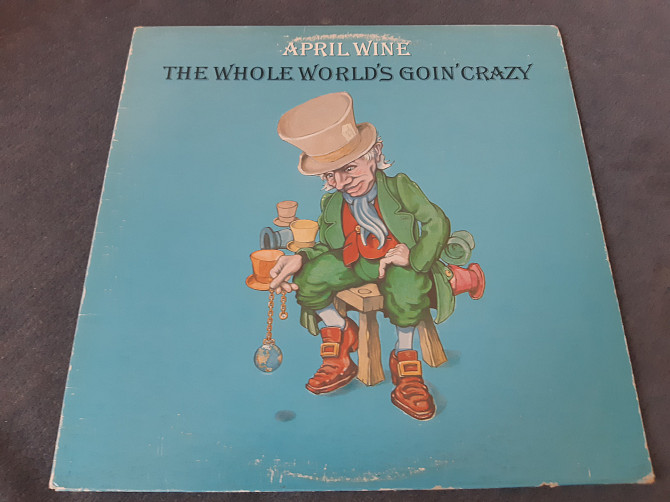 APRIL WINE
THE WHOLE WORLD'S GOIN' CRAZY